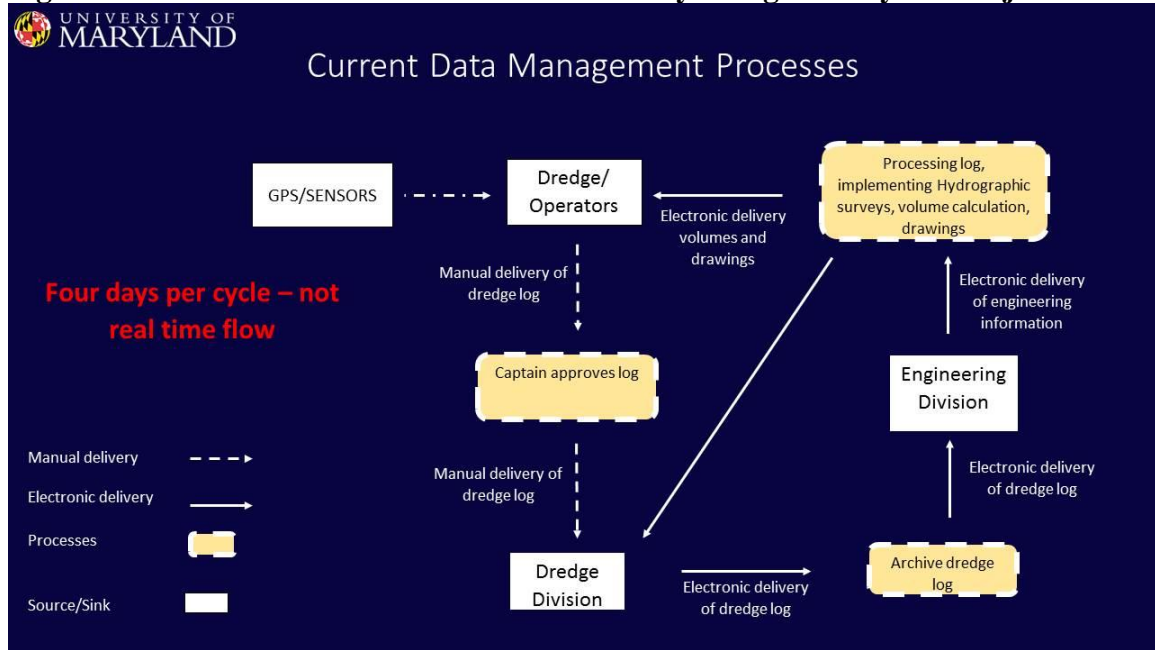 UNIVERSITY OF
MARYLAND
Current Data Management Processes
GPS/SENSORS
Dredge/
Operators
Electronic delivery
volumes and
drawings
Processing log,
implementing Hydrographic
surveys, volume calculation,
drawings
Manual delivery of
dredge log
Electronic delivery
of engineering
information
Four days per cycle – not
real time flow
Captain approves log
Engineering
Division
Manual delivery of
dredge log
Electronic delivery
of dredge log
Manual delivery
Electronic delivery
Processes
Source/Sink
Dredge
Division
Electronic delivery
of dredge log
Archive dredge
log